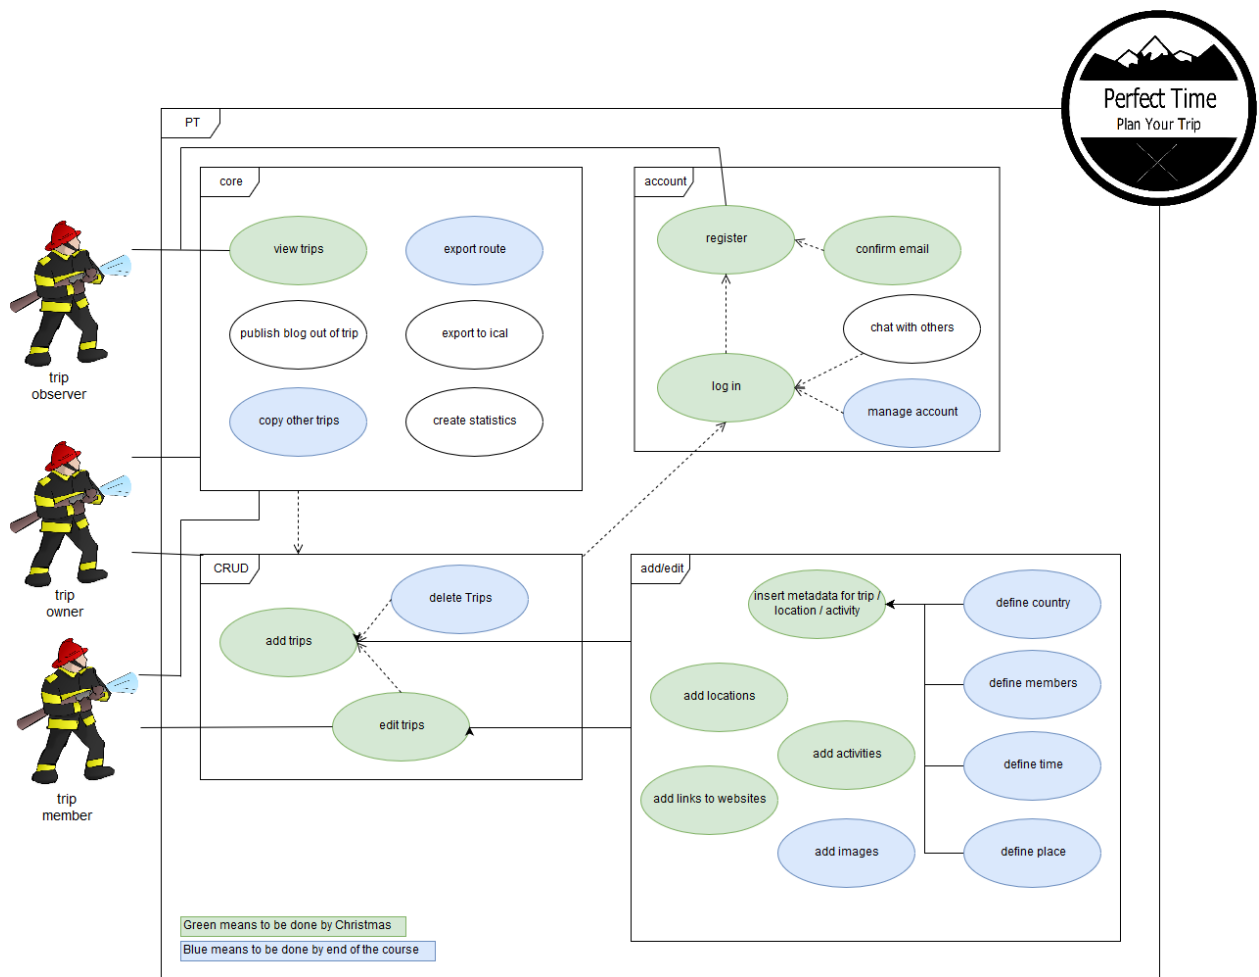 Perfect Time
Plan Your Trip
PT
core
account
view trips
export route
register
confirm email
publish blog out of trip
export to ical
chat with others
copy other trips
create statistics
log in
manage account
trip
observer
trip
owner
trip
member
CRUD
delete Trips
add trips
edit trips
add/edit
insert metadata for trip /
location / activity
define country
add locations
define members
add activities
define time
add links to websites
add images
define place
Green means to be done by Christmas
Blue means to be done by end of the course